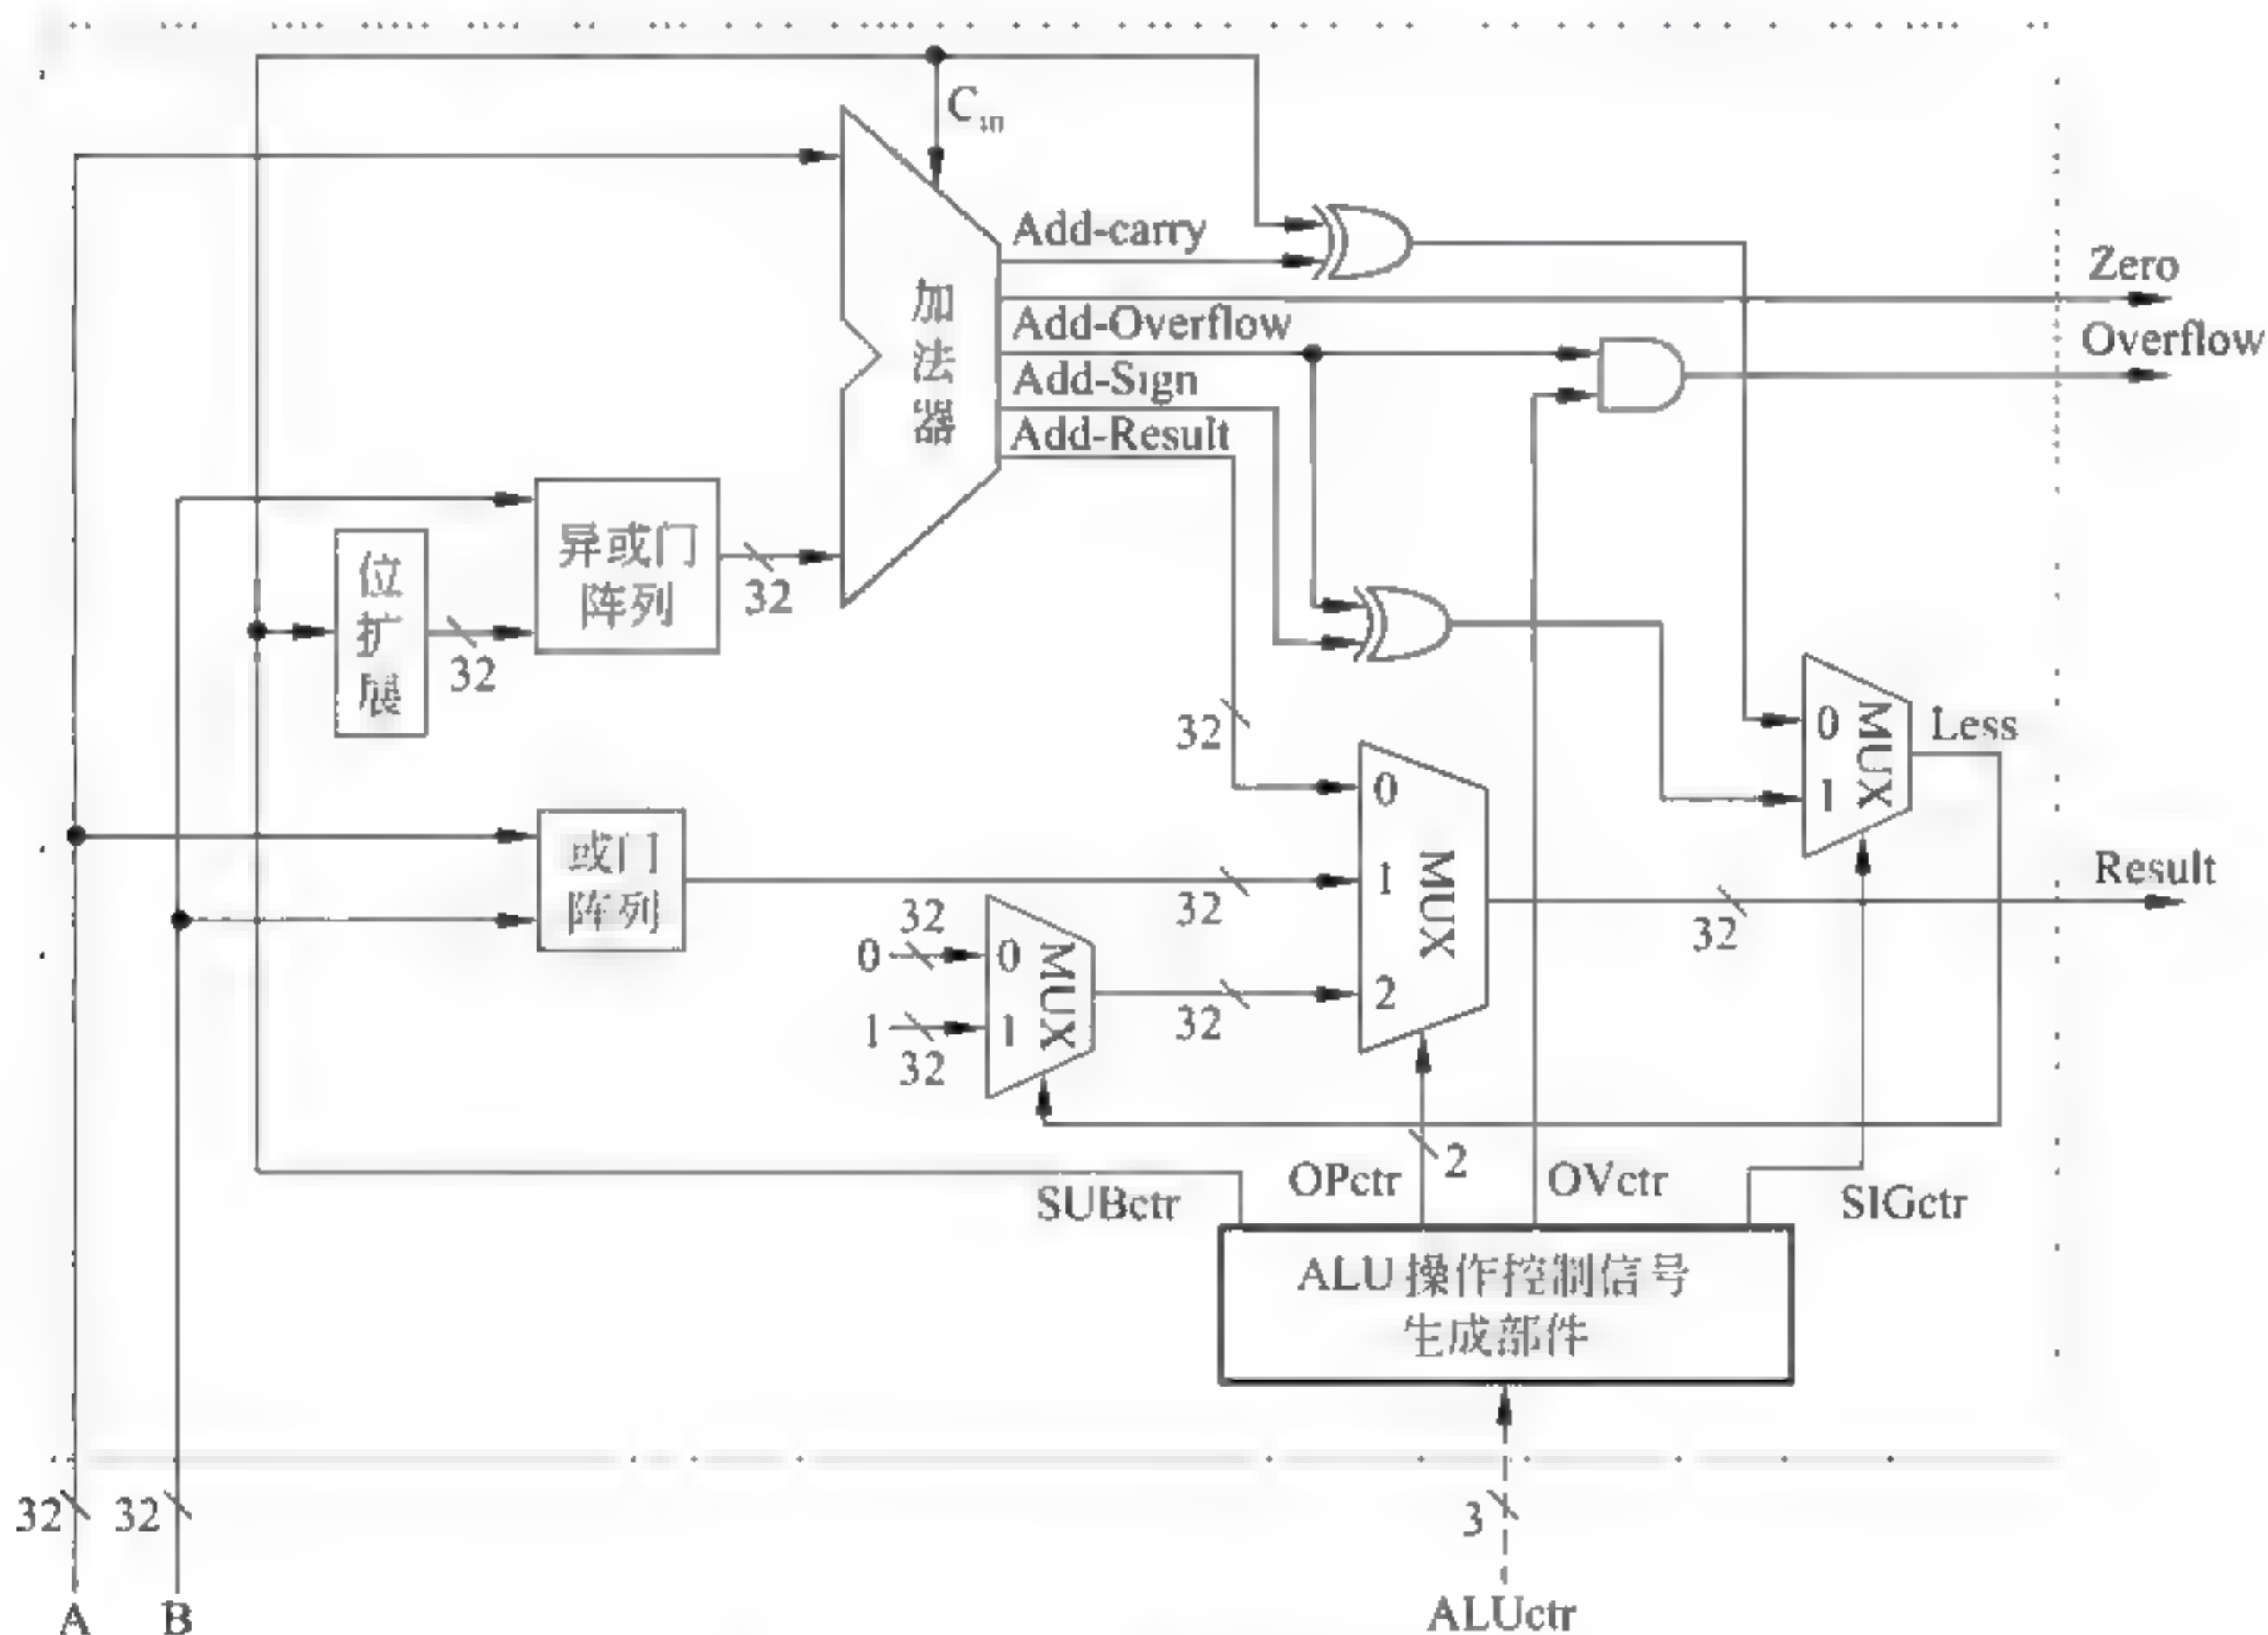 C in
Add-carry
Zero
Add-Overflow
Overflow
Add-Sign
Add-Result
加法器
异或门
阵列
32
位扩展
32
32
0
MUX
Less
1
0
或门
阵列
1
MUX
Result
32
32
32
0
0
MUX
2
32
1
1
32
2
OPctr
OVctr
SUBctr
SIGctr
ALU 操作控制信号
生成部件
32
32
3
A
B
ALUctr